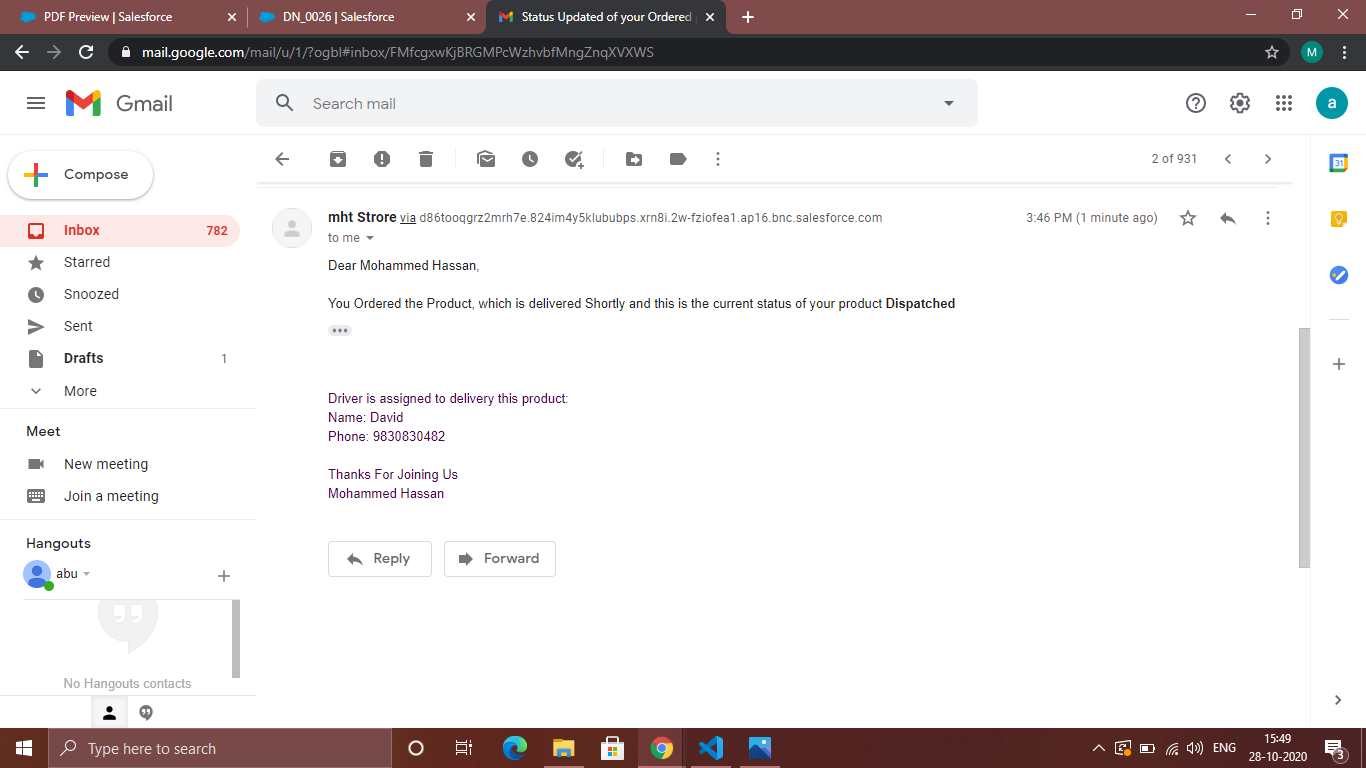 PDF Preview | Salesforce
DN_0026 | Salesforce
Status Updated of your Ordered
mail.google.com/mail/u/1/?ogbl#inbox/FMfcgxwKjBRGMPcWzhvbfMngZnqXVXWS
M
Gmail
Search mail
a
Compose
2 of 931
31
Inbox 782
Starred
Snoozed
Sent
Drafts 1
More
mht Strore via d86tooqgrz2mrh7e.824im4y5klububps.xrn8i.2w-fziofea1.ap16.bnc.salesforce.com
3:46 PM (1 minute ago)
to me
Dear Mohammed Hassan,
You Ordered the Product, which is delivered Shortly and this is the current status of your product Dispatched
Driver is assigned to delivery this product:
Name: David
Phone: 9830830482
Thanks For Joining Us
Mohammed Hassan
Reply
Forward
Meet
New meeting
Join a meeting
Hangouts
abu
No Hangouts contacts
Type here to search
ENG
15:49
28-10-2020
3